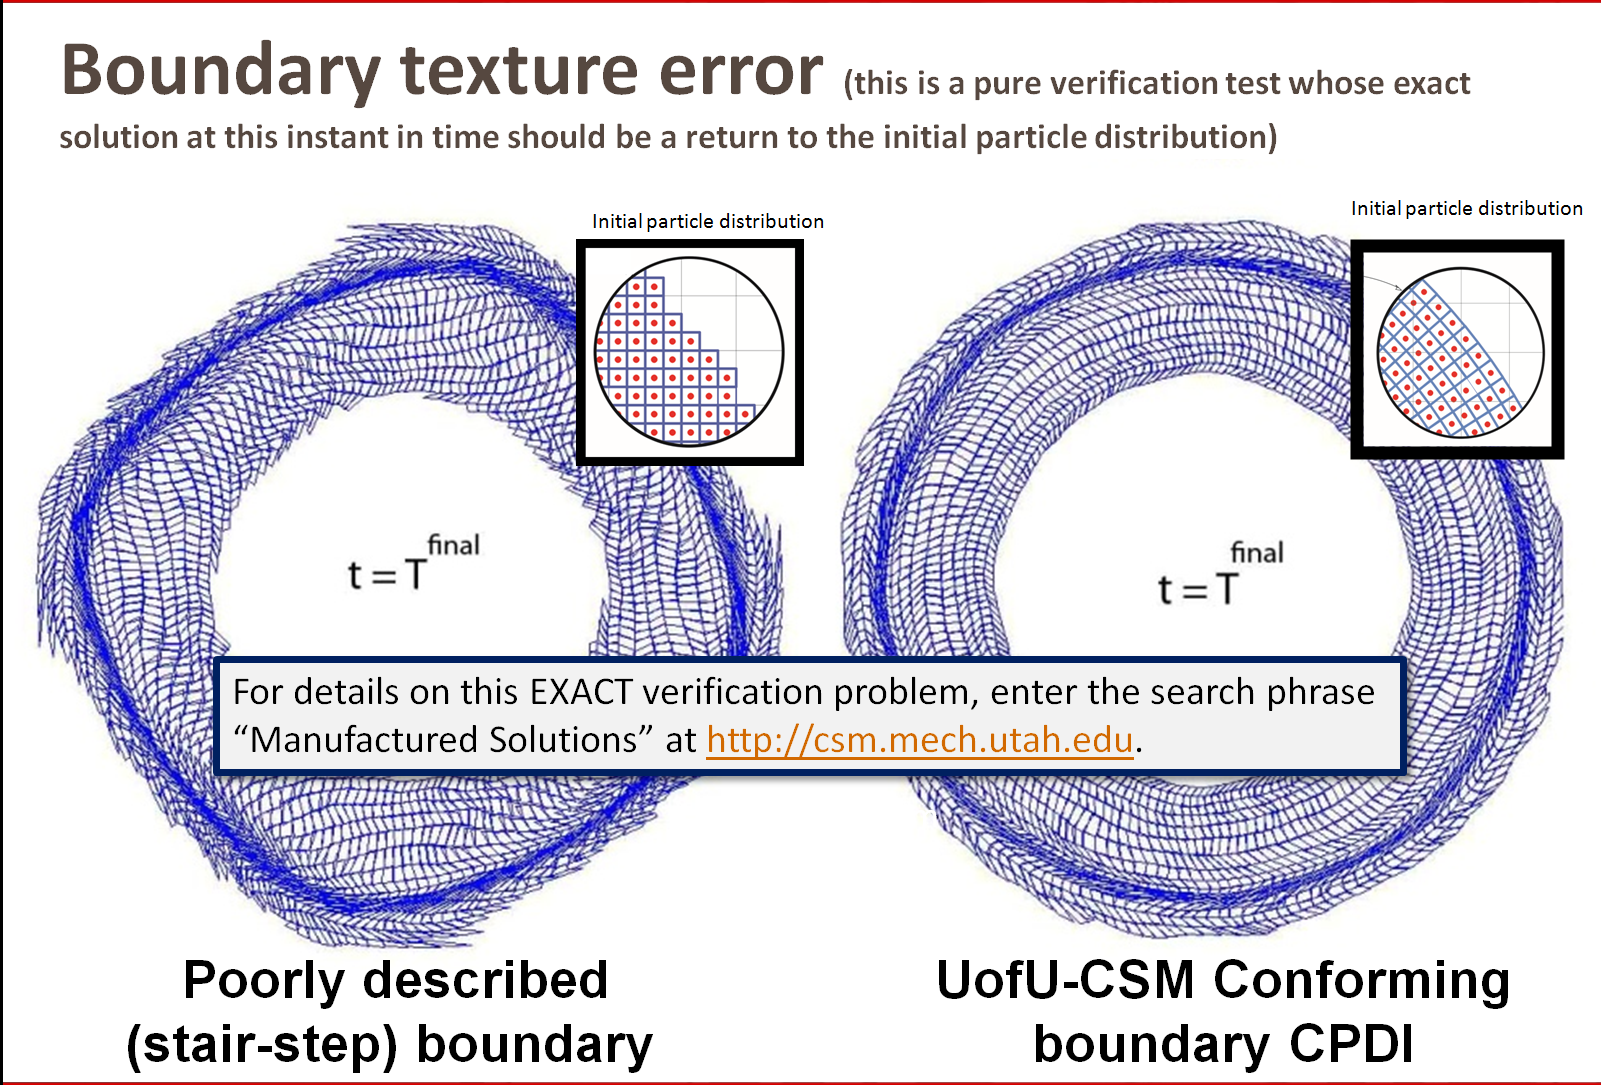 Boundary texture error (this is a pure verification test whose exact
solution at this instant in time should be a return to the initial particle distribution)
Initial particle distribution
Initial particle distribution
t = T final
t = T final
For details on this EXACT verification problem, enter the search phrase
“Manufactured Solutions” at http://csm.mech.utah.edu.
Poorly described
(stair-step) boundary
UofU-CSM Conforming
boundary CPDI